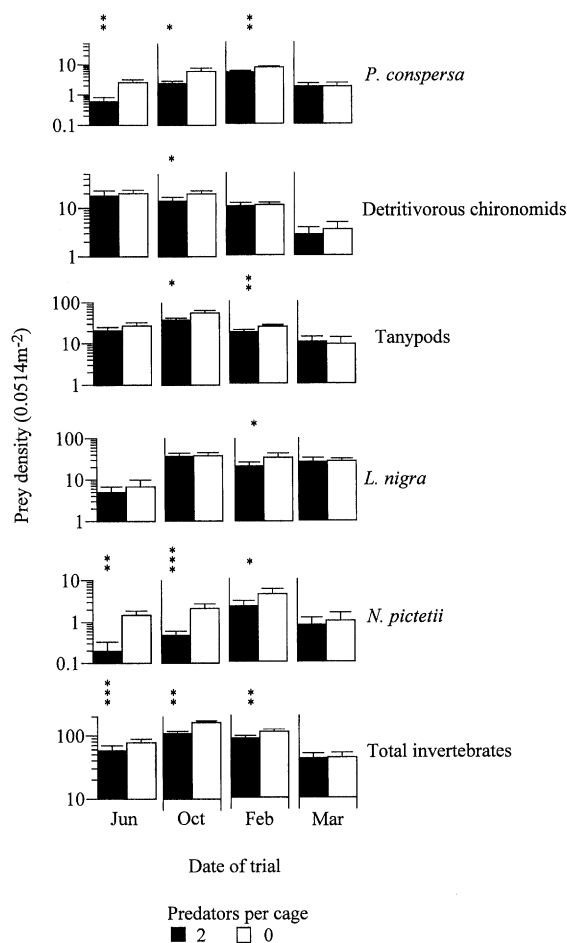 ** * **
10
1
0.1
P. conspersa
*
10
1
Detritivorous chironomids
* **
100
10
1
Tanypods
*
100
10
1
L. nigra
** *** *
10
1
0.1
N. pictetii
*** ** **
100
10
Total invertebrates
Prey density (0.0514m-2)
Jun Oct Feb Mar
Date of trial
Predators per cage
2 0